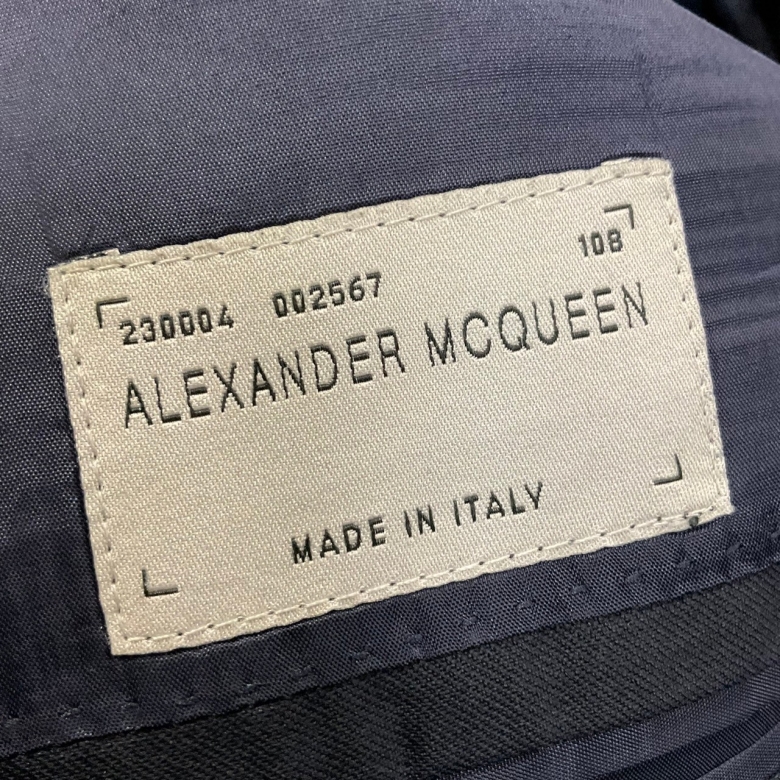 230004 002567 108
ALEXANDER MCQUEEN
MADE IN ITALY